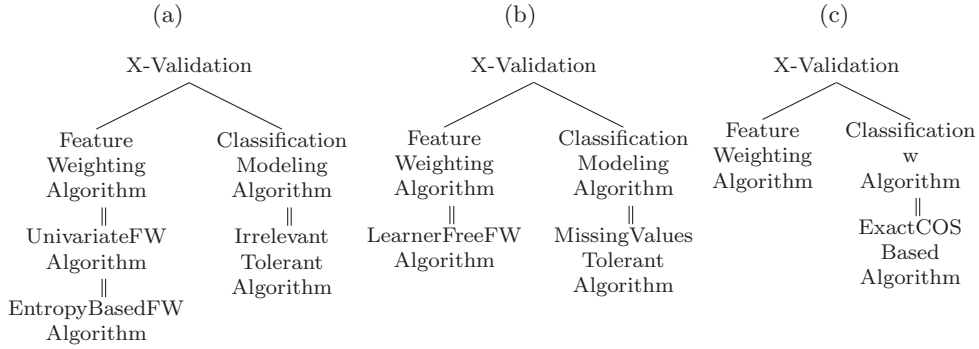 (a)
X-Validation
Feature
Weighting
Algorithm
UnivariateFW
Algorithm
EntropyBasedFW
Algorithm
Classification
Modeling
Algorithm
Irrelevant
Tolerant
Algorithm
(b)
X-Validation
Feature
Weighting
Algorithm
LearnerFreeFW
Algorithm
Classification
Modeling
Algorithm
MissingValues
Tolerant
Algorithm
(c)
X-Validation
Feature
Weighting
Algorithm
Classification
w
Algorithm
ExactCOS
Based
Algorithm